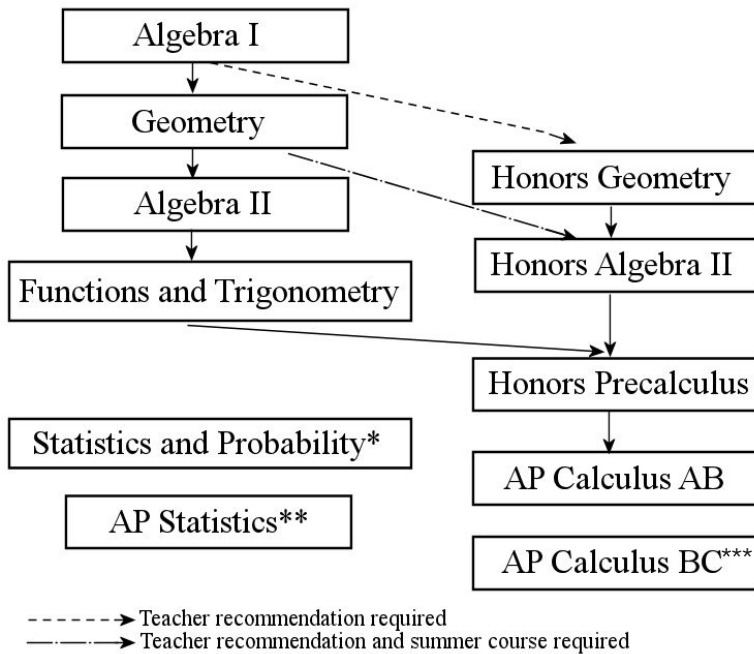 Algebra I
Geometry
Honors Geometry
Algebra II
Honors Algebra II
Functions and Trigonometry
Honors Precalculus
Statistics and Probability*
AP Calculus AB
AP Statistics**
AP Calculus BC***
Teacher recommendation required
Teacher recommendation and summer course required